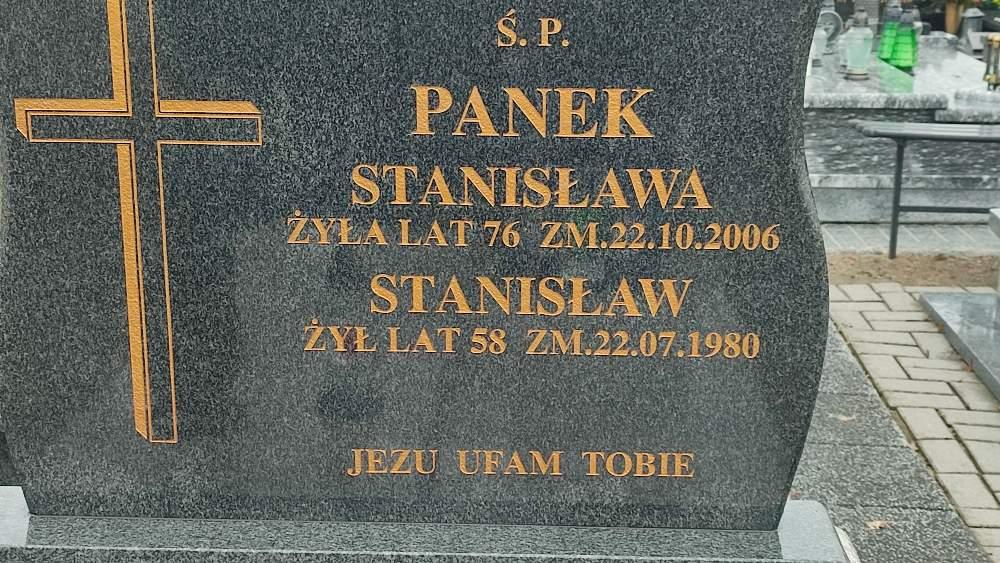 Ś. P.
PANEK
STANISŁAWA
ŻYŁA LAT 76 ZM.22.10.2006
STANISŁAW
ŻYŁ LAT 58 ZM.22.07.1980
JEZU UFAM TOBIE